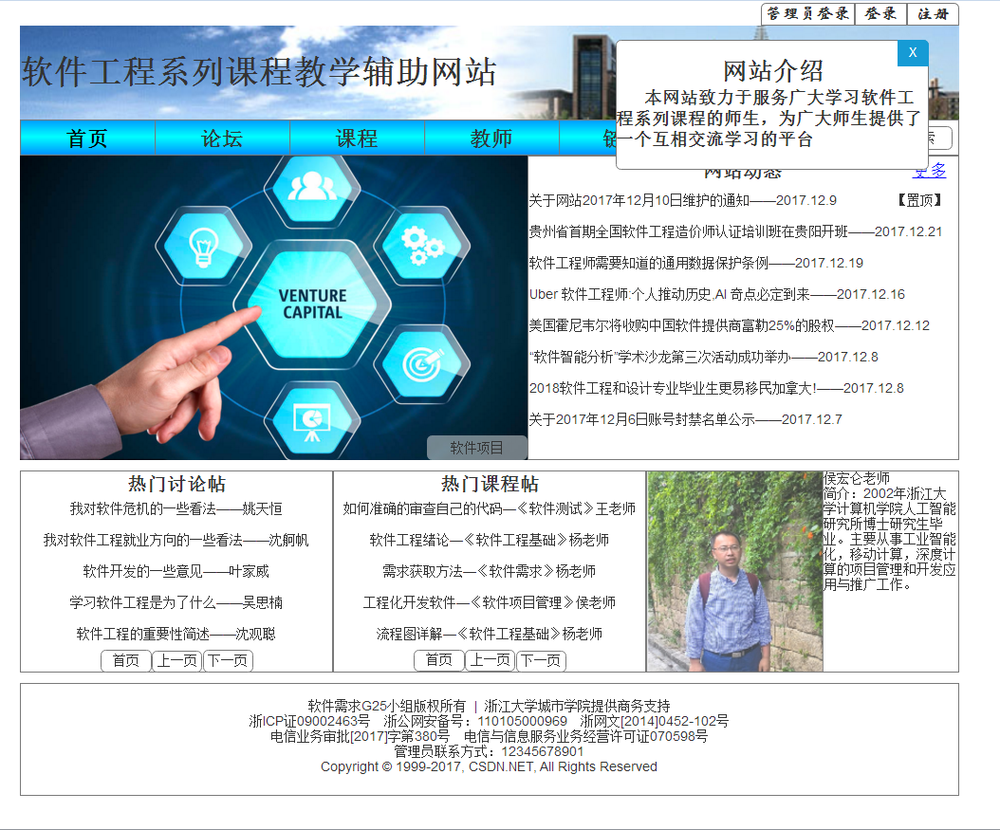 管理员登录 登录 注册
软件工程系列课程教学辅助网站
X
网站介绍
本网站致力于服务广大学习软件工
程系列课程的师生，为广大师生提供了
一个互相交流学习的平台
首页 论坛 课程 教师
VENTURE
CAPITAL
软件项目
网站动态 更多
关于网站2017年12月10日维护的通知——2017.12.9 【置顶】
贵州省首期全国软件工程造价师认证培训班在贵阳开班——2017.12.21
软件工程师需要知道的通用数据保护条例——2017.12.19
Uber 软件工程师:个人推动历史,AI 奇点必定到来——2017.12.16
美国霍尼韦尔将收购中国软件提供商富勒25%的股权——2017.12.12
“软件智能分析”学术沙龙第三次活动成功举办——2017.12.8
2018软件工程和设计专业毕业生更易移民加拿大!——2017.12.8
关于2017年12月6日账号封禁名单公示——2017.12.7
热门讨论帖
我对软件危机的一些看法——姚天恒
我对软件工程就业方向的一些看法——沈舸帆
软件开发的一些意见——叶家威
学习软件工程是为了什么——吴思楠
软件工程的重要性简述——沈观聪
首页 上一页 下一页
热门课程帖
如何准确的审查自己的代码—《软件测试》王老师
软件工程绪论—《软件工程基础》杨老师
需求获取方法—《软件需求》杨老师
工程化开发软件—《软件项目管理》侯老师
流程图详解—《软件工程基础》杨老师
首页 上一页 下一页
侯宏仑老师
简介：2002年浙江大
学计算机学院人工智能
研究所博士研究生毕
业。主要从事工业智能
化，移动计算，深度计
算的项目管理和开发应
用与推广工作。
软件需求G25小组版权所有 | 浙江大学城市学院提供商务支持
浙ICP证09002463号 浙公网安备号：110105000969 浙网文[2014]0452-102号
电信业务审批[2017]字第380号 电信与信息服务业务经营许可证070598号
管理员联系方式：12345678901
Copyright © 1999-2017, CSDN.NET, All Rights Reserved